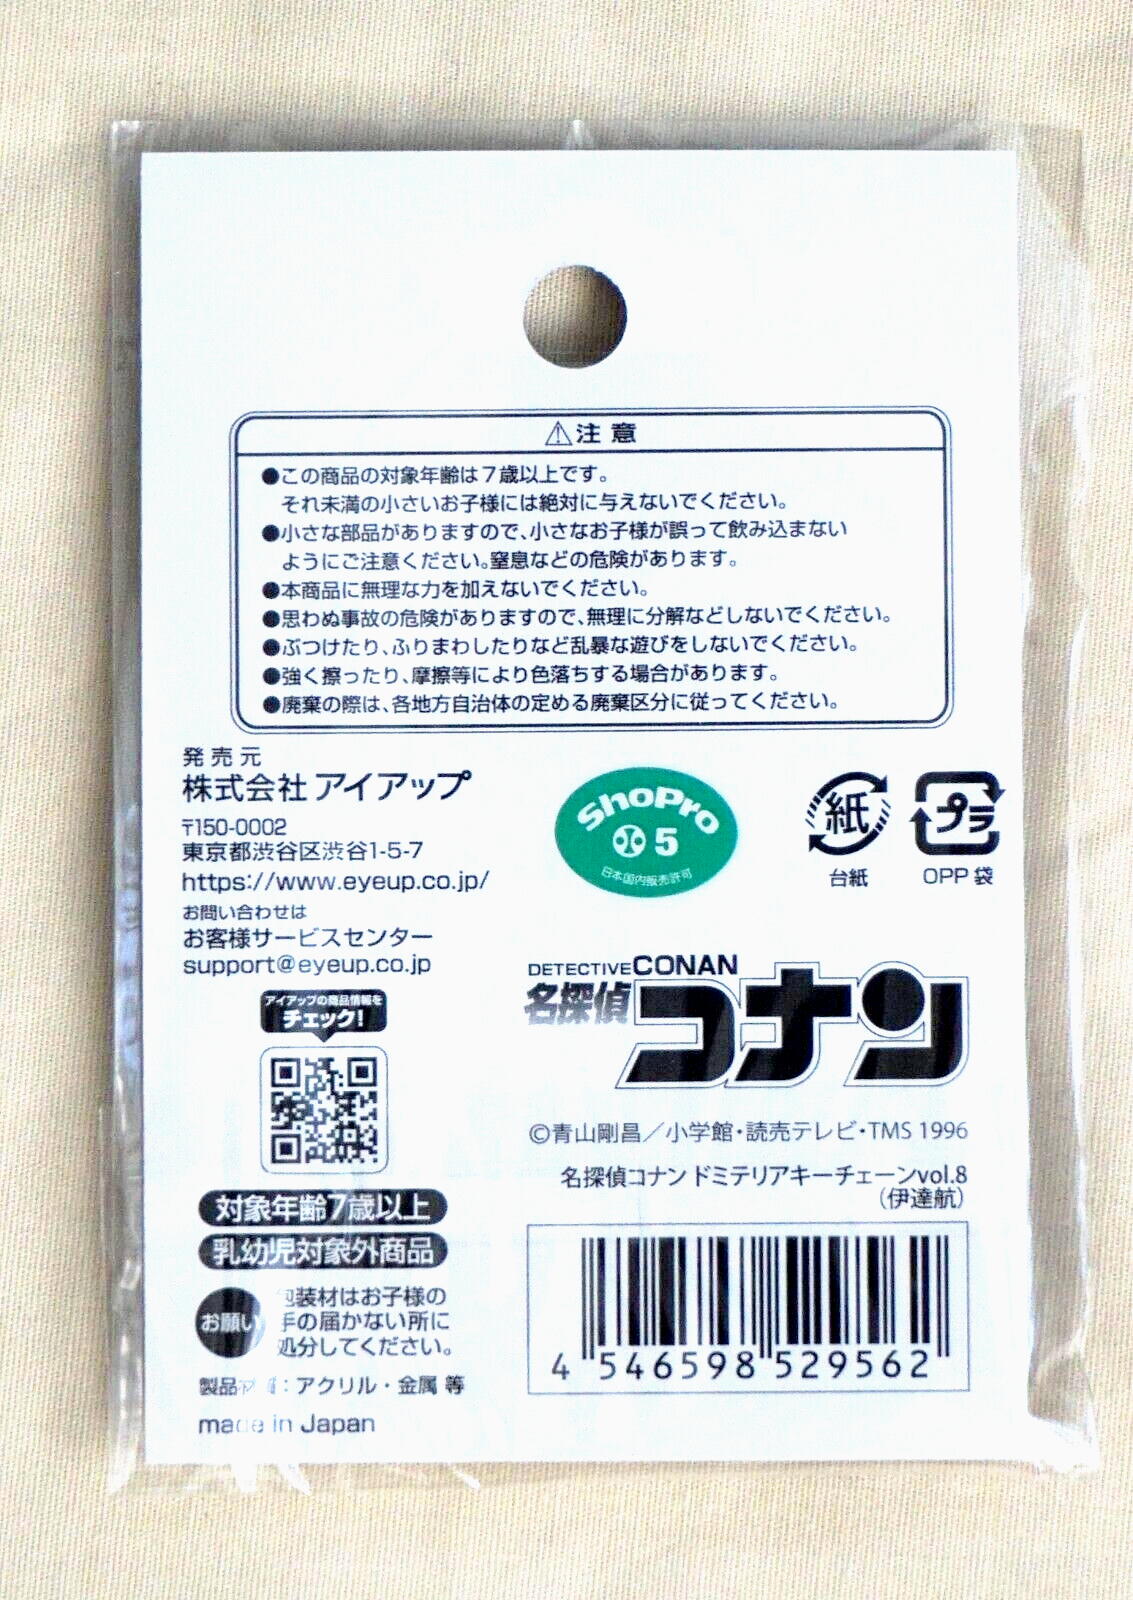 ⚠注意
●この商品の対象年齢は7歳以上です。
それ未満の小さいお子様には絶対に与えないでください。
●小さな部品がありますので、小さなお子様が誤って飲み込まない
ようにご注意ください。窒息などの危険があります。
●本商品に無理な力を加えないでください。
●思わぬ事故の危険がありますので、無理に分解などしないでください。
●ぶつけたり、ふりまわしたりなど乱暴な遊びをしないでください。
●強く擦ったり、摩擦等により色落ちする場合があります。
●廃棄の際は、各地方自治体の定める廃棄区分に従ってください。
発売元
株式会社 アイアップ
〒150-0002
東京都渋谷区渋谷1-5-7
https://www.eyeup.co.jp/
お問い合わせは
お客様サービスセンター
support@eyeup.co.jp
アイアップの商品情報を
チェック!
対象年齢7歳以上
乳幼児対象外商品
お願い
包装材はお子様の
手の届かない所に
処分してください。
製品材質：アクリル・金属 等
made in Japan
ShoPro
5
日本国内販売許可
紙
台紙
プラ
OPP 袋
DETECTIVE CONAN
名探偵コナン
©青山剛昌／小学館・読売テレビ・TMS 1996
名探偵コナン ドミテリアキーチェーンvol.8
（伊達航）
4 546598 529562